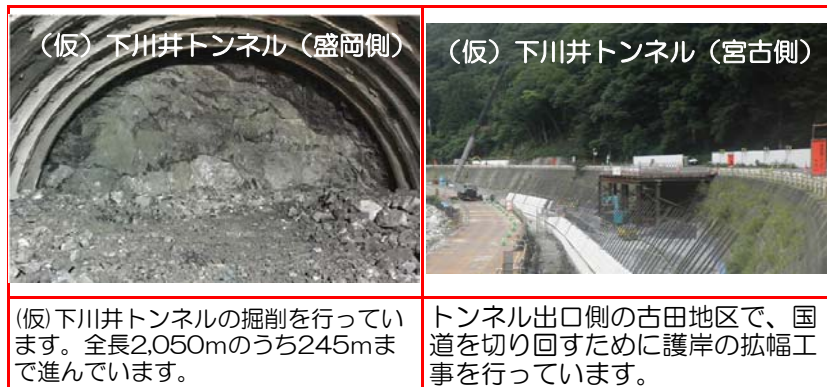 （仮）下川井トンネル（盛岡側）
（仮）下川井トンネル（宮古側）
(仮)下川井トンネルの掘削を行ってい
ます。全長2,050mのうち245mま
で進んでいます。
トンネル出口側の古田地区で、国
道を切り回すために護岸の拡幅工
事を行っています。